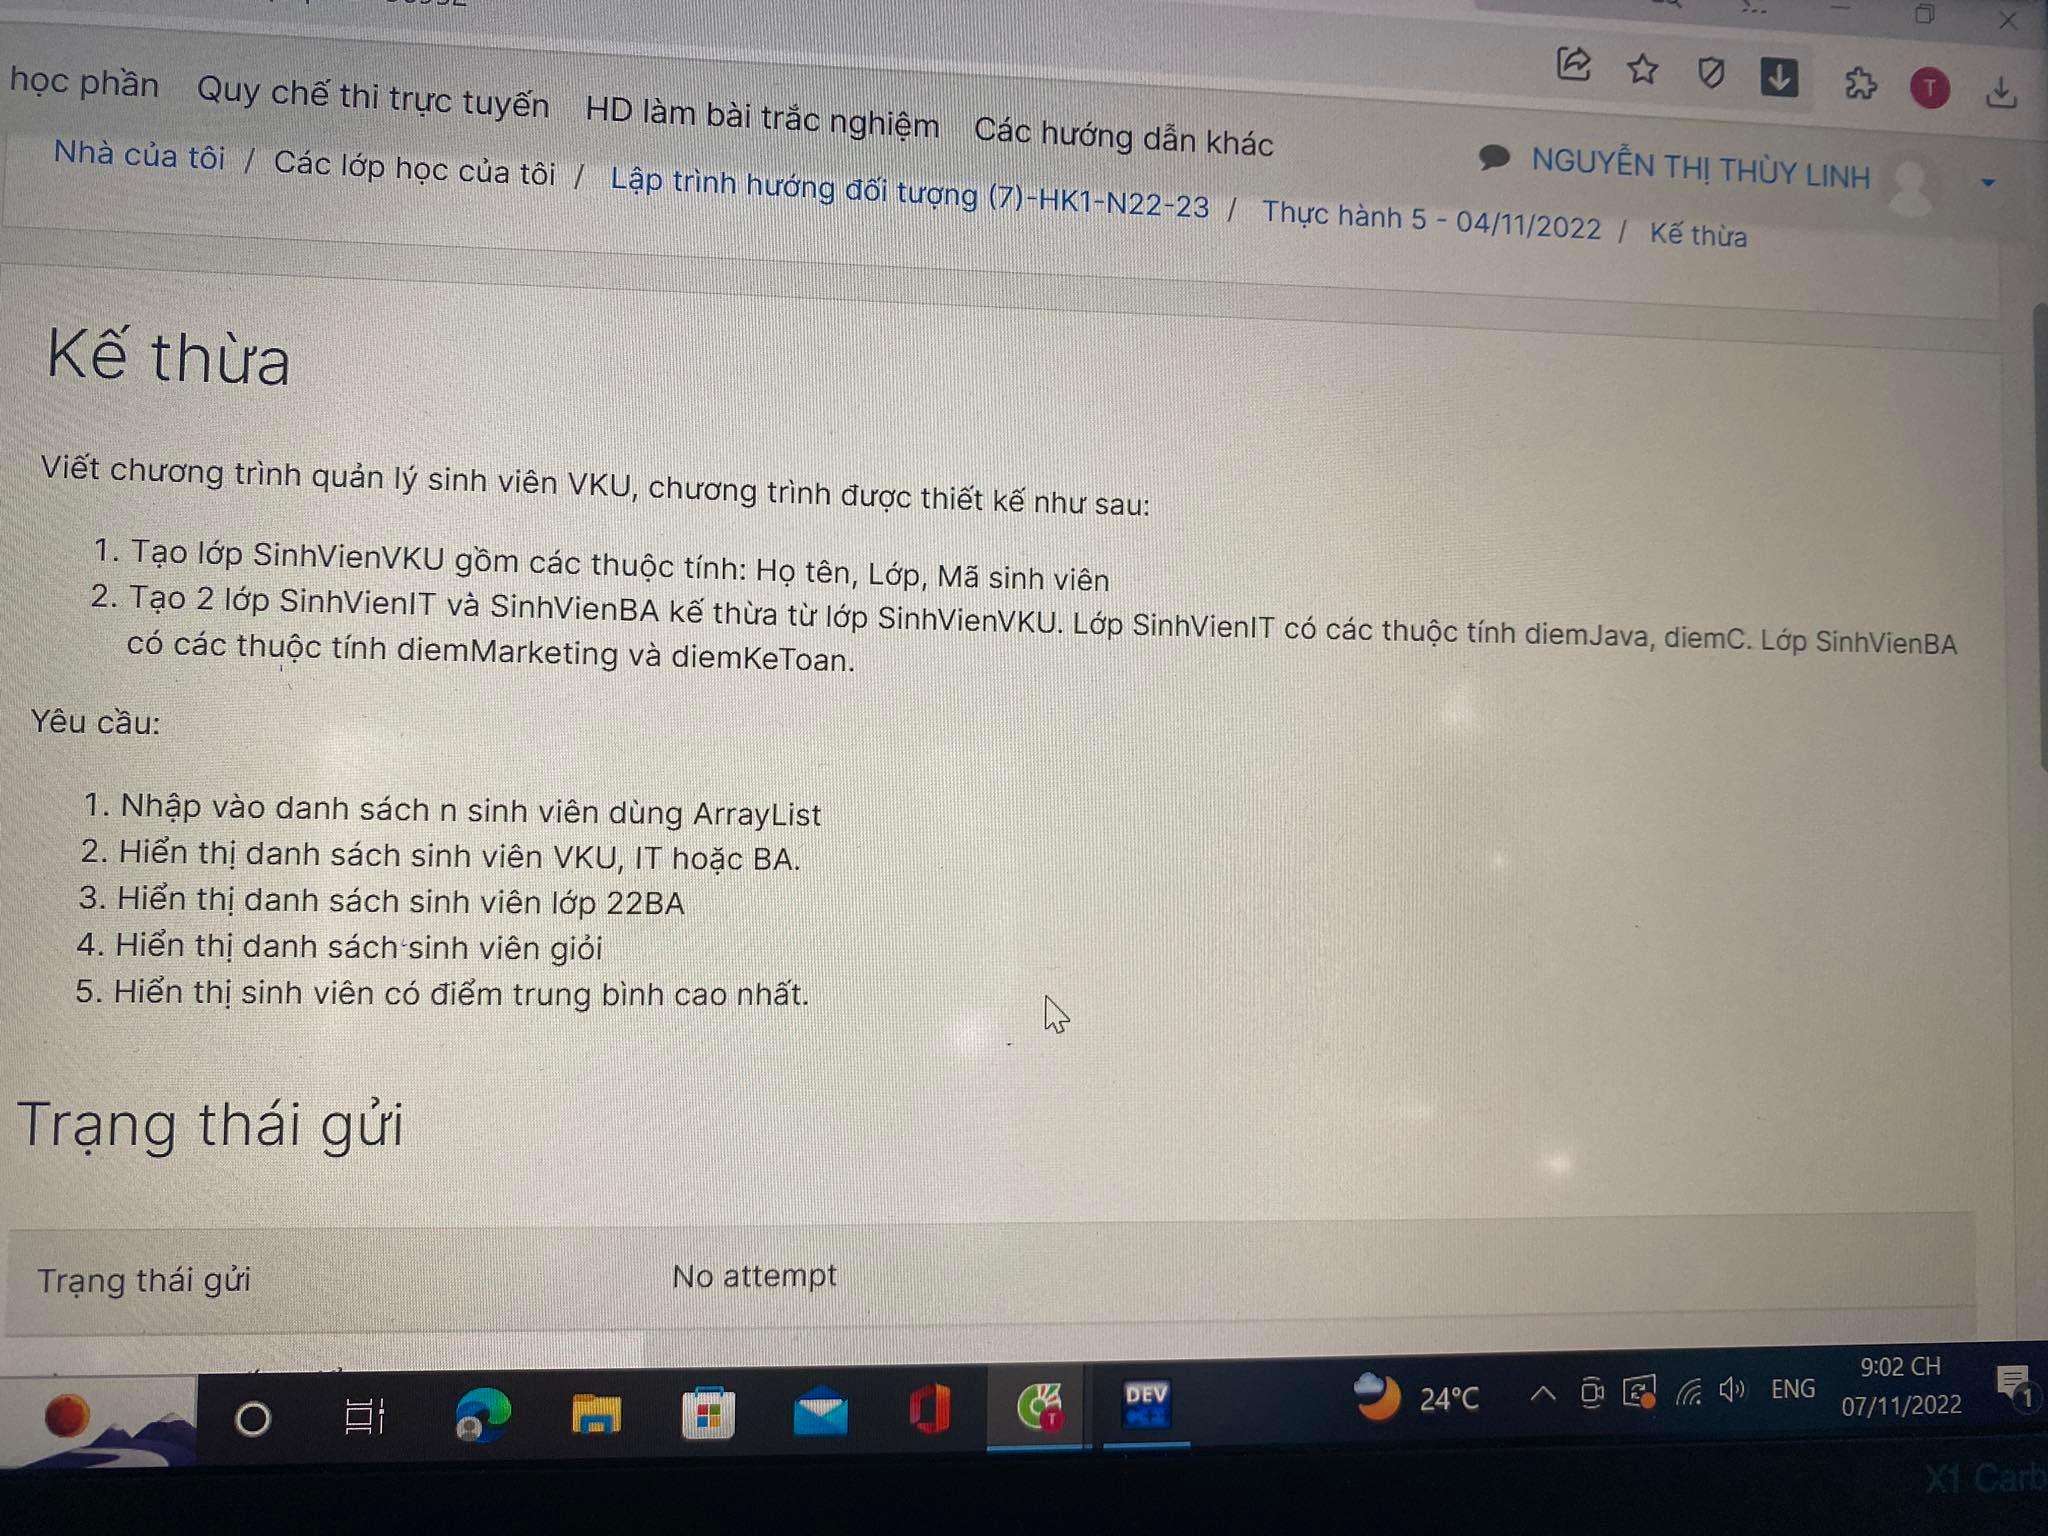 học phần Quy chế thi trực tuyến HD làm bài trắc nghiệm Các hướng dẫn khác
T
NGUYỄN THỊ THÙY LINH
Nhà của tôi / Các lớp học của tôi / Lập trình hướng đối tượng (7)-HK1-N22-23 / Thực hành 5 - 04/11/2022 / Kế thừa
Kế thừa
Viết chương trình quản lý sinh viên VKU, chương trình được thiết kế như sau:
1. Tạo lớp SinhVienVKU gồm các thuộc tính: Họ tên, Lớp, Mã sinh viên
2. Tạo 2 lớp SinhVienIT và SinhVienBA kế thừa từ lớp SinhVienVKU. Lớp SinhVienIT có các thuộc tính diemJava, diemC. Lớp SinhVienBA
có các thuộc tính diemMarketing và diemKeToan.
Yêu cầu:
1. Nhập vào danh sách n sinh viên dùng ArrayList
2. Hiển thị danh sách sinh viên VKU, IT hoặc BA.
3. Hiển thị danh sách sinh viên lớp 22BA
4. Hiển thị danh sách sinh viên giỏi
5. Hiển thị sinh viên có điểm trung bình cao nhất.
Trạng thái gửi
Trạng thái gửi No attempt
T
DEV
24°C
ENG
9:02 CH
07/11/2022
1
X1 Carb